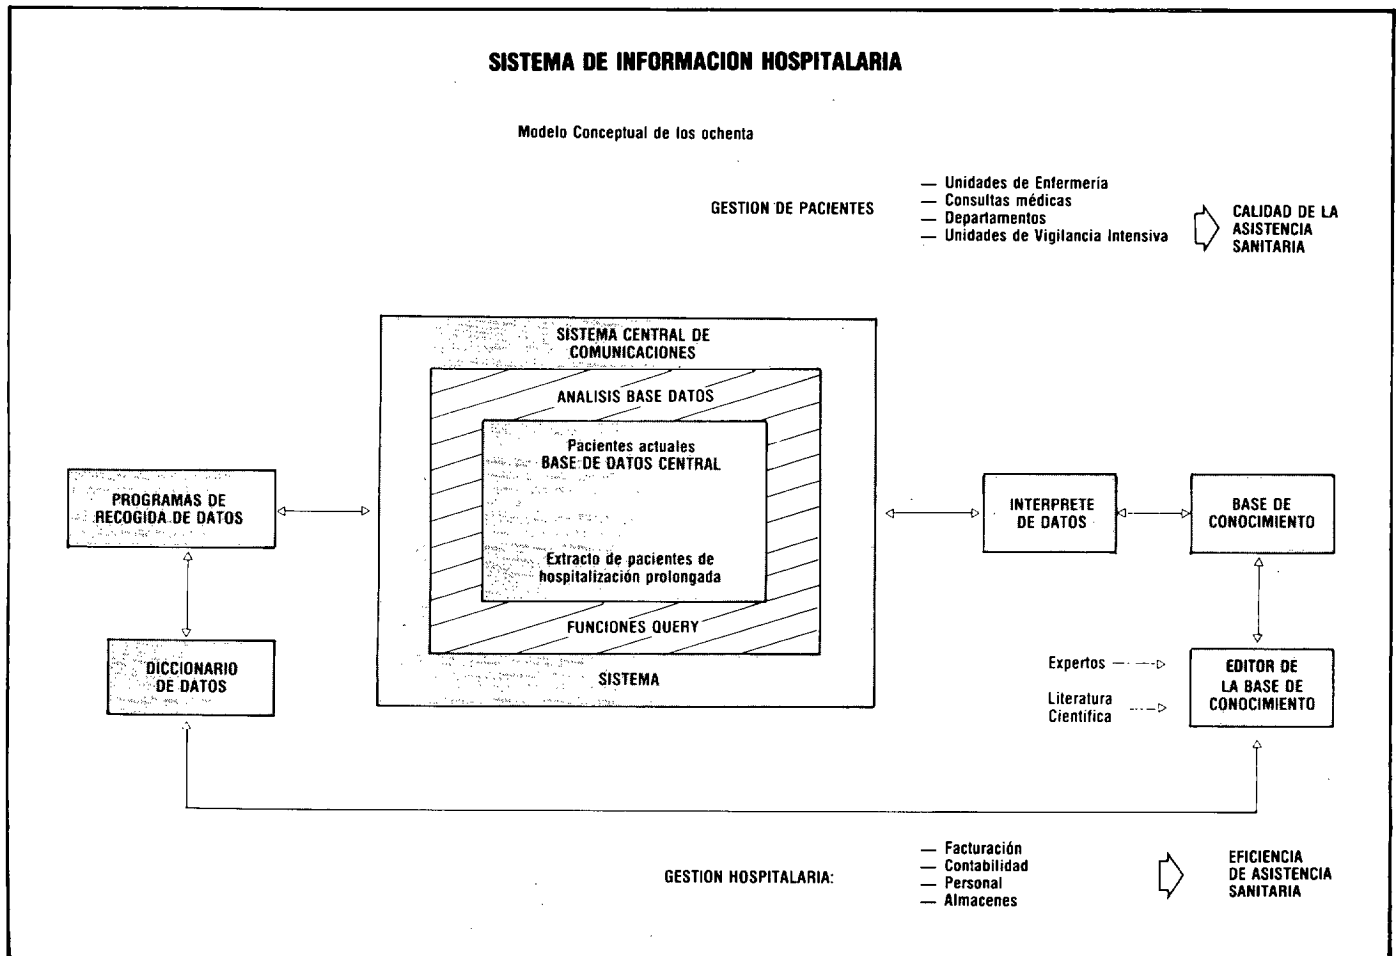 SISTEMA DE INFORMACION HOSPITALARIA
Modelo Conceptual de los ochenta
GESTION DE PACIENTES
— Unidades de Enfermería
— Consultas médicas
— Departamentos
— Unidades de Vigilancia Intensiva
CALIDAD DE LA
ASISTENCIA
SANITARIA
SISTEMA CENTRAL DE
COMUNICACIONES
ANALISIS BASE DATOS
Pacientes actuales
BASE DE DATOS CENTRAL
Extracto de pacientes de
hospitalización prolongada
FUNCIONES QUERY
SISTEMA
PROGRAMAS DE
RECOGIDA DE DATOS
DICCIONARIO
DE DATOS
INTERPRETE
DE DATOS
BASE DE
CONOCIMIENTO
Expertos
Literatura
Científica
EDITOR DE
LA BASE DE
CONOCIMIENTO
GESTION HOSPITALARIA:
— Facturación
— Contabilidad
— Personal
— Almacenes
EFICIENCIA
DE ASISTENCIA
SANITARIA